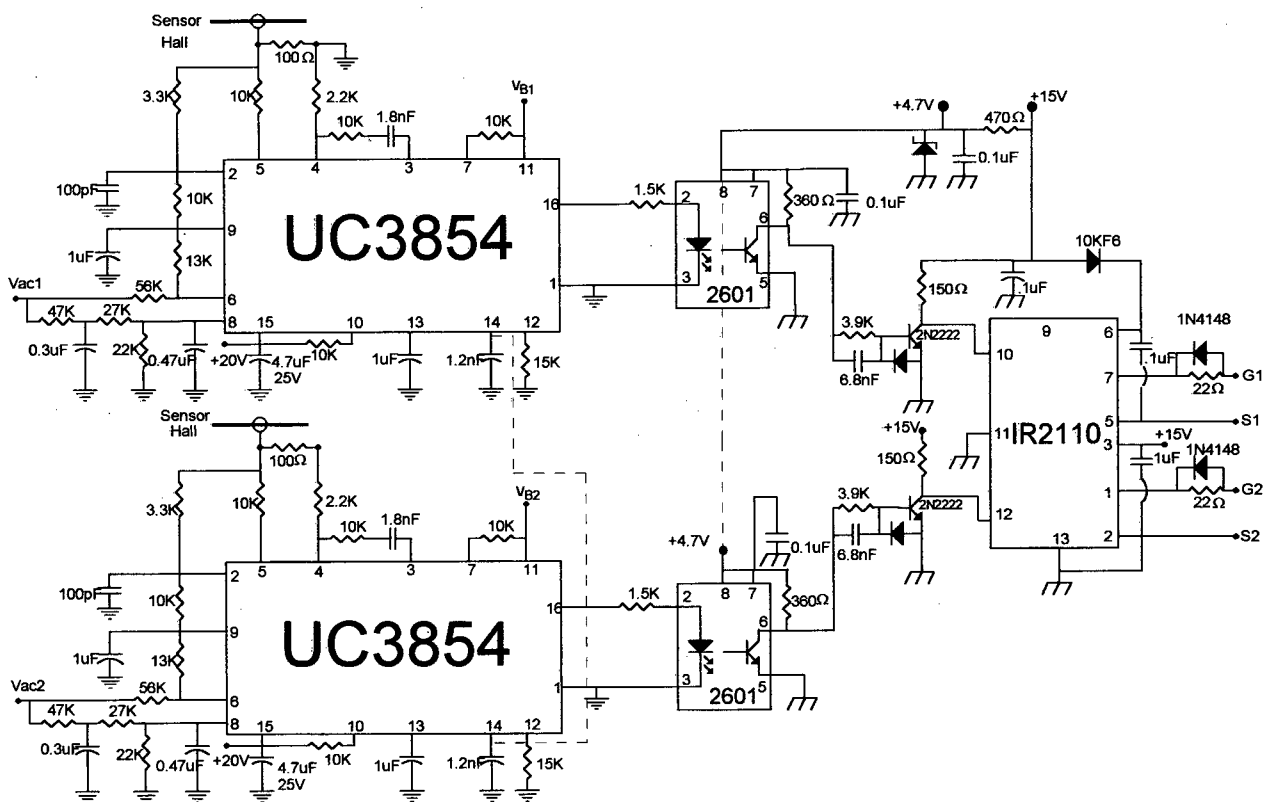 Sensor
Hall
100Ω
3.3K
10K
2.2K
10K
1.8nF
VB1
10K
5
4
3
7
11
2
100pF
10K
9
1uF
13K
UC3854
16
1
Vac1
56K
6
47K
27K
8
0.3uF
22K
0.47uF
+20V
15
4.7uF
25V
10
10K
13
1uF
14
1.2nF
12
15K
1.5K
8
7
2
3
6
5
2601
360Ω
0.1uF
+4.7V
0.1uF
470Ω
+15V
10KF6
.1uF
150Ω
3.9K
6.8nF
2N2222
9
10
11
12
13
IR2110
6
7
5
3
1
2
.1uF
1N4148
22Ω
G1
S1
+15V
.1uF
1N4148
22Ω
G2
S2
Sensor
Hall
100Ω
3.3K
10K
2.2K
10K
1.8nF
VB2
10K
5
4
3
7
11
2
100pF
10K
9
1uF
13K
UC3854
16
1
Vac2
56K
6
47K
27K
8
0.3uF
22K
0.47uF
+20V
15
4.7uF
25V
10
10K
13
1uF
14
1.2nF
12
15K
1.5K
+4.7V
8
7
0.1uF
2
3
6
5
2601
360Ω
+15V
150Ω
3.9K
6.8nF
2N2222